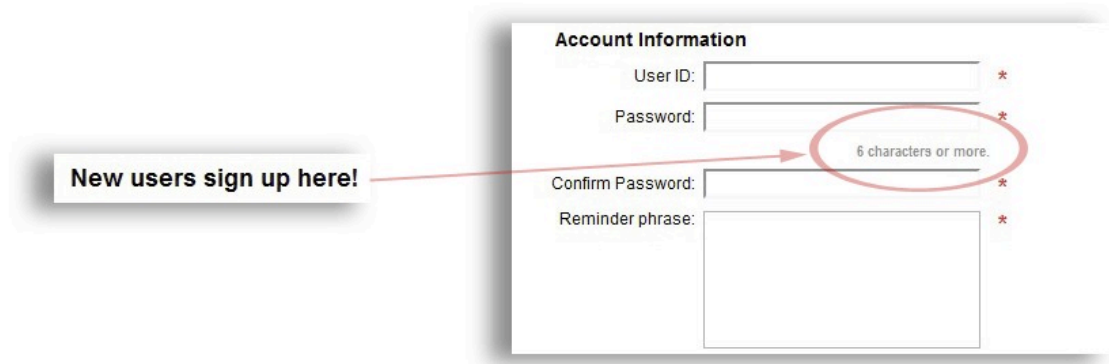 Account Information
User ID: *
Password: *
6 characters or more.
New users sign up here!
Confirm Password: *
Reminder phrase: *